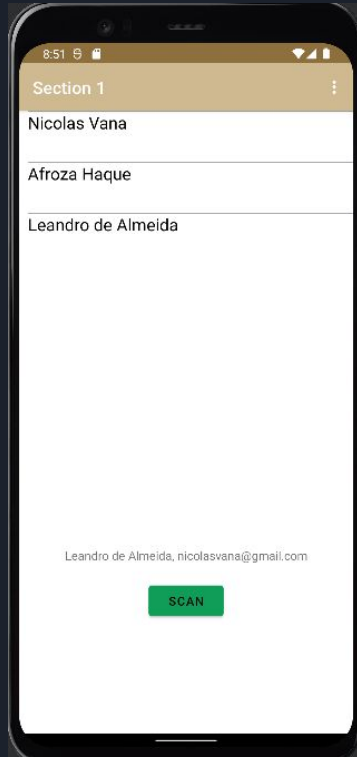 8:51
Section 1
Nicolas Vana
Afroza Haque
Leandro de Almeida
Leandro de Almeida, nicolasvana@gmail.com
SCAN